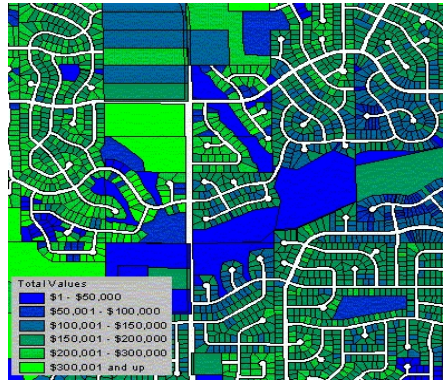 Total Values
$1 - $50,000
$50,001 - $100,000
$100,001 - $150,000
$150,001 - $200,000
$200,001 - $300,000
$300,001 and up